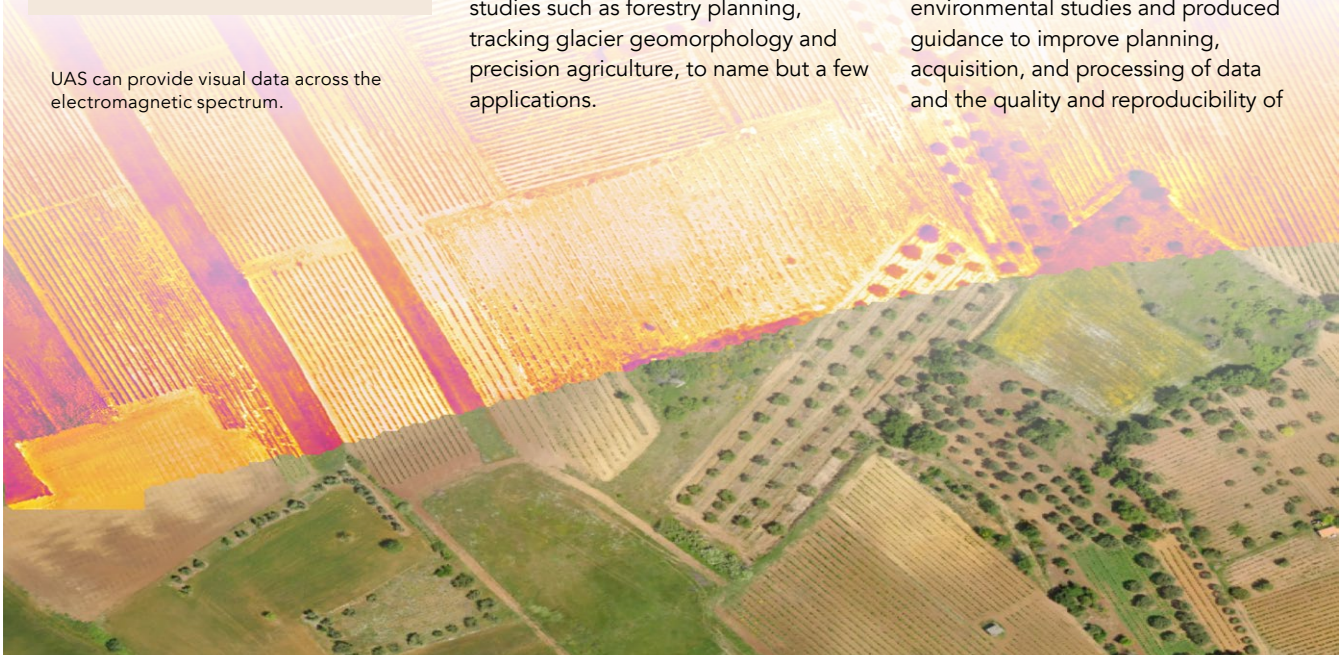 UAS can provide visual data across the
electromagnetic spectrum.
studies such as forestry planning,
tracking glacier geomorphology and
precision agriculture, to name but a few
applications.
environmental studies and produced
guidance to improve planning,
acquisition, and processing of data
and the quality and reproducibility of